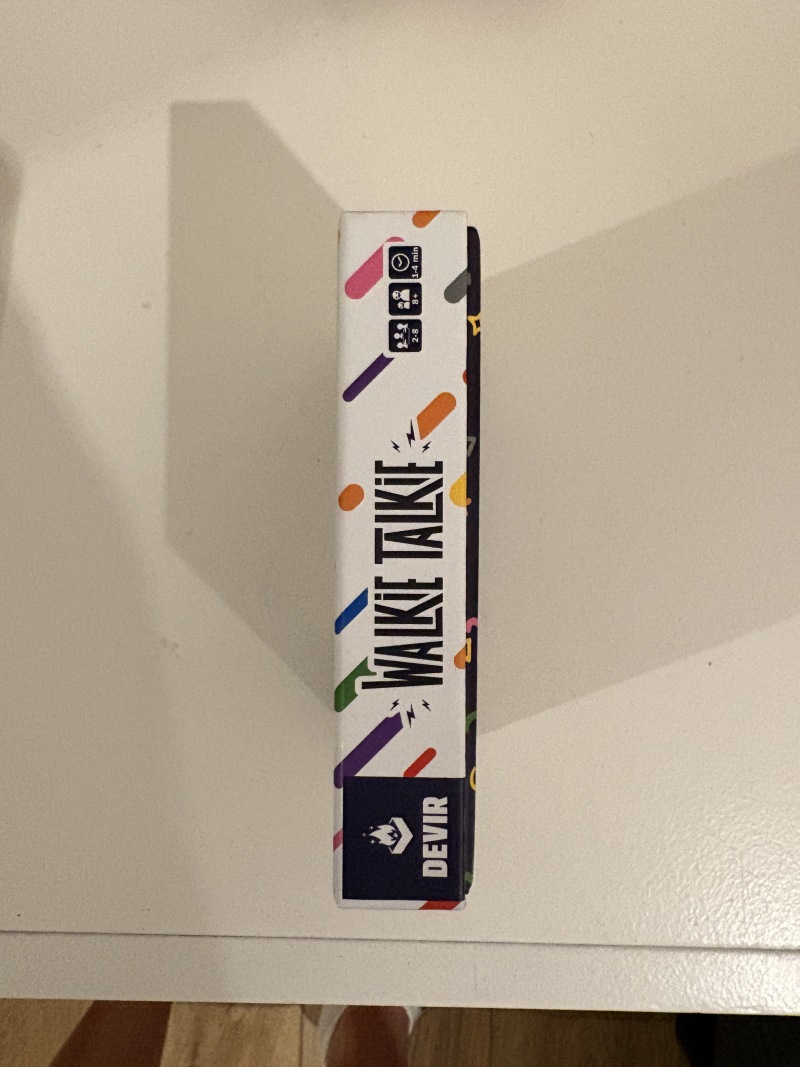 DEVIR
WALKiE TALKiE
2-8
8+
1-4 min